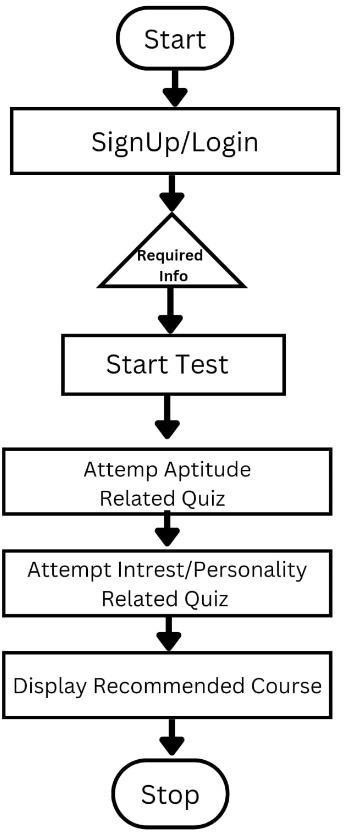 Start
SignUp/Login
Required
Info
Start Test
Attemp Aptitude
Related Quiz
Attempt Intrest/Personality
Related Quiz
Display Recommended Course
Stop